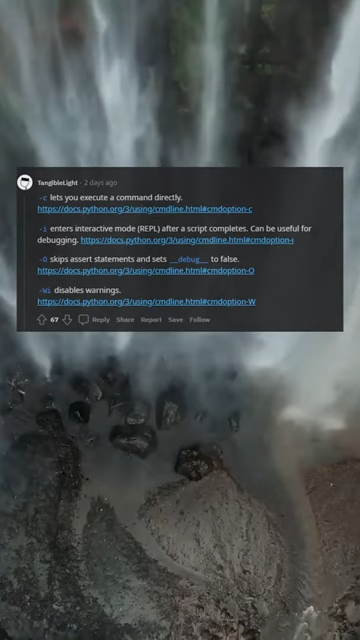 TangibleLight · 2 days ago
-c lets you execute a command directly.
https://docs.python.org/3/using/cmdline.html#cmdoption-c
-i enters interactive mode (REPL) after a script completes. Can be useful for
debugging. https://docs.python.org/3/using/cmdline.html#cmdoption-i
-O skips assert statements and sets __debug__ to false.
https://docs.python.org/3/using/cmdline.html#cmdoption-O
-Wi disables warnings.
https://docs.python.org/3/using/cmdline.html#cmdoption-W
67 Reply Share Report Save Follow